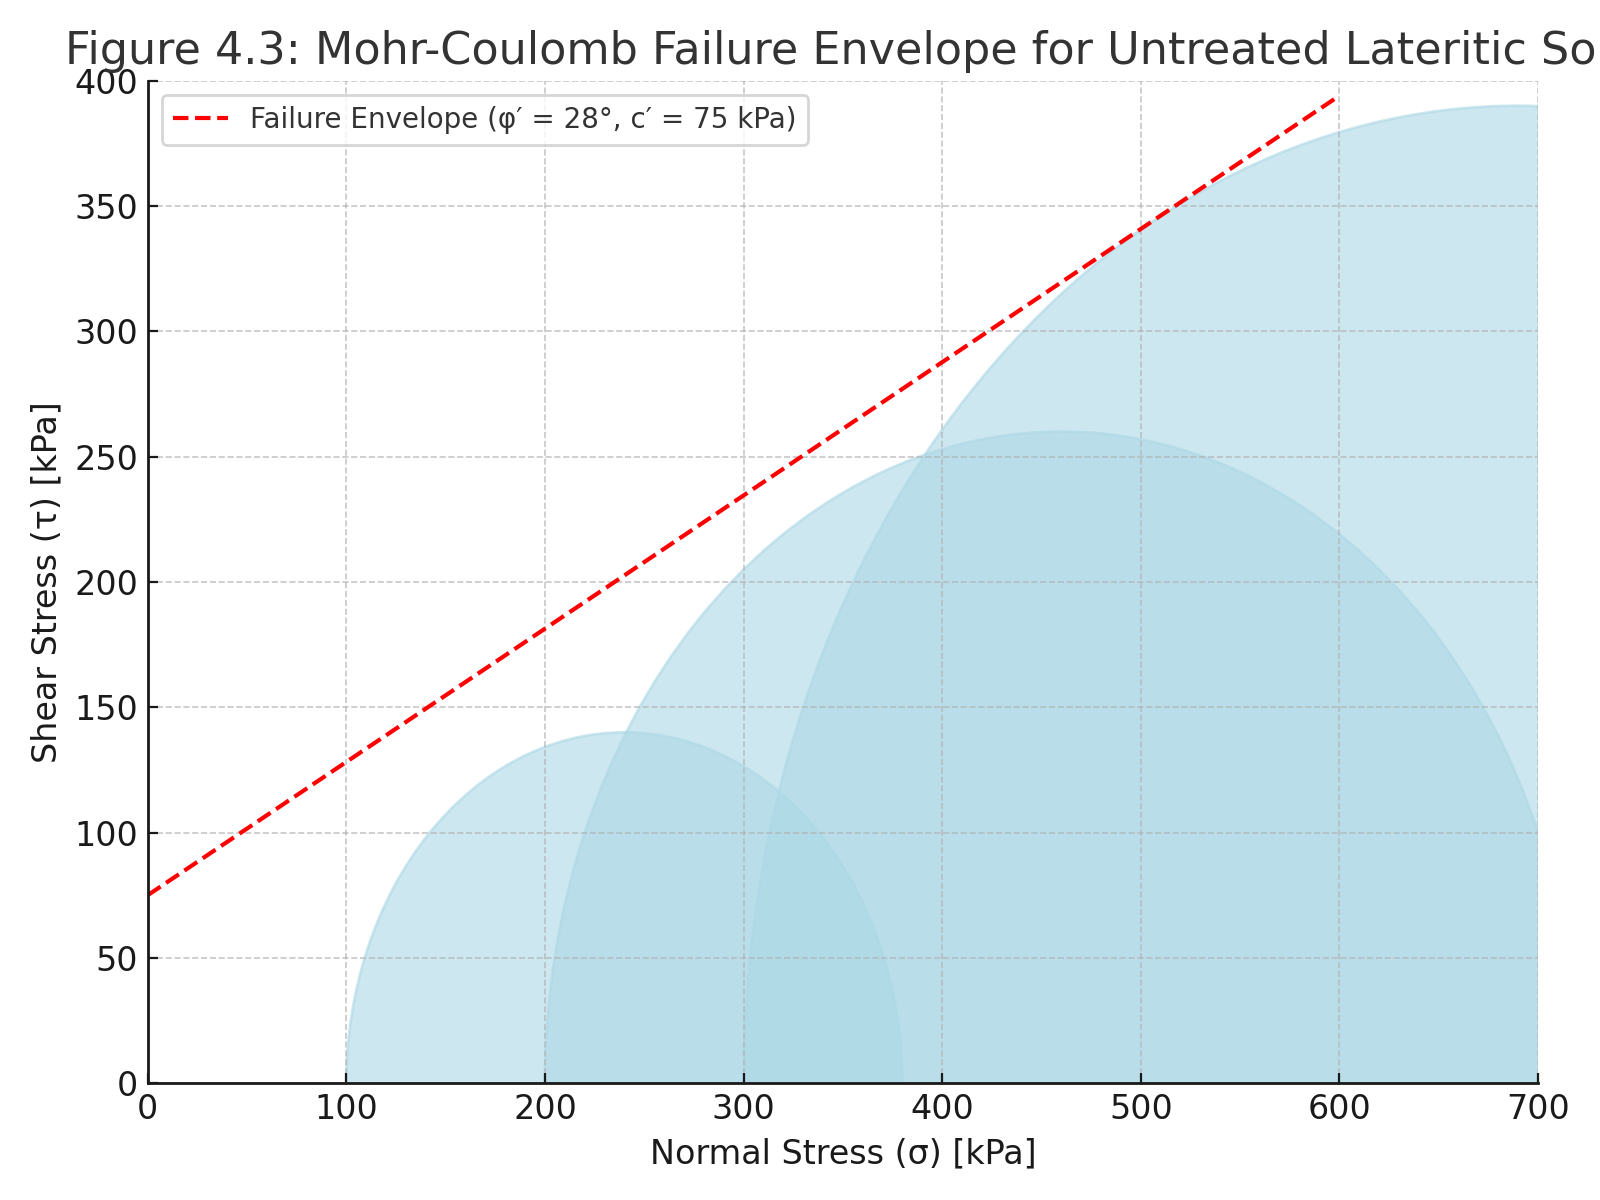 Figure 4.3: Mohr-Coulomb Failure Envelope for Untreated Lateritic So
Failure Envelope (φ′ = 28°, c′ = 75 kPa)
Shear Stress (τ) [kPa]
400
350
300
250
200
150
100
50
0
0 100 200 300 400 500 600 700
Normal Stress (σ) [kPa]